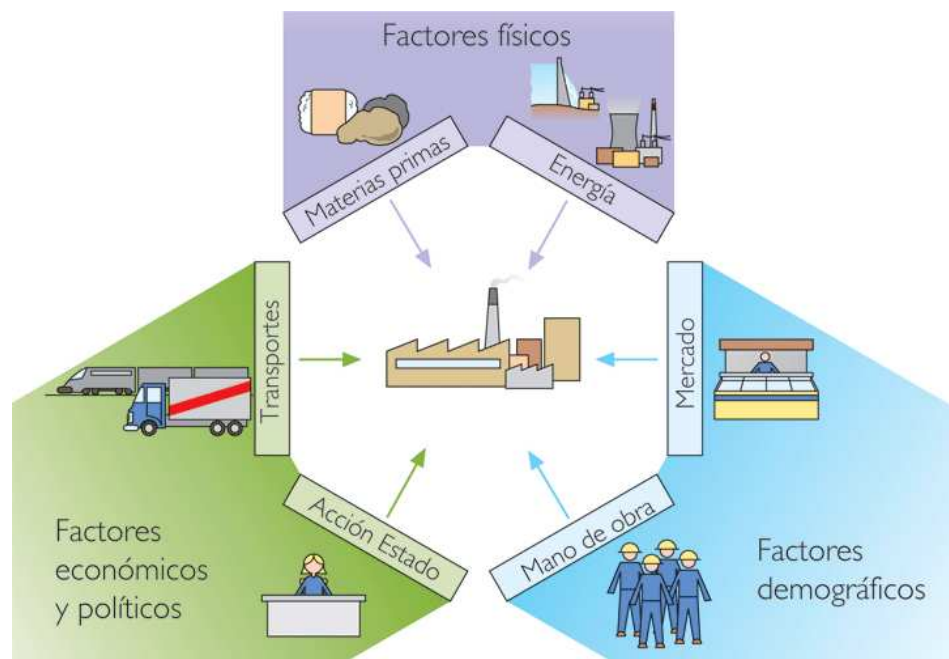 Factores físicos
Materias primas
Energía
Transportes
Mercado
Acción Estado
Mano de obra
Factores
económicos
y políticos
Factores
demográficos